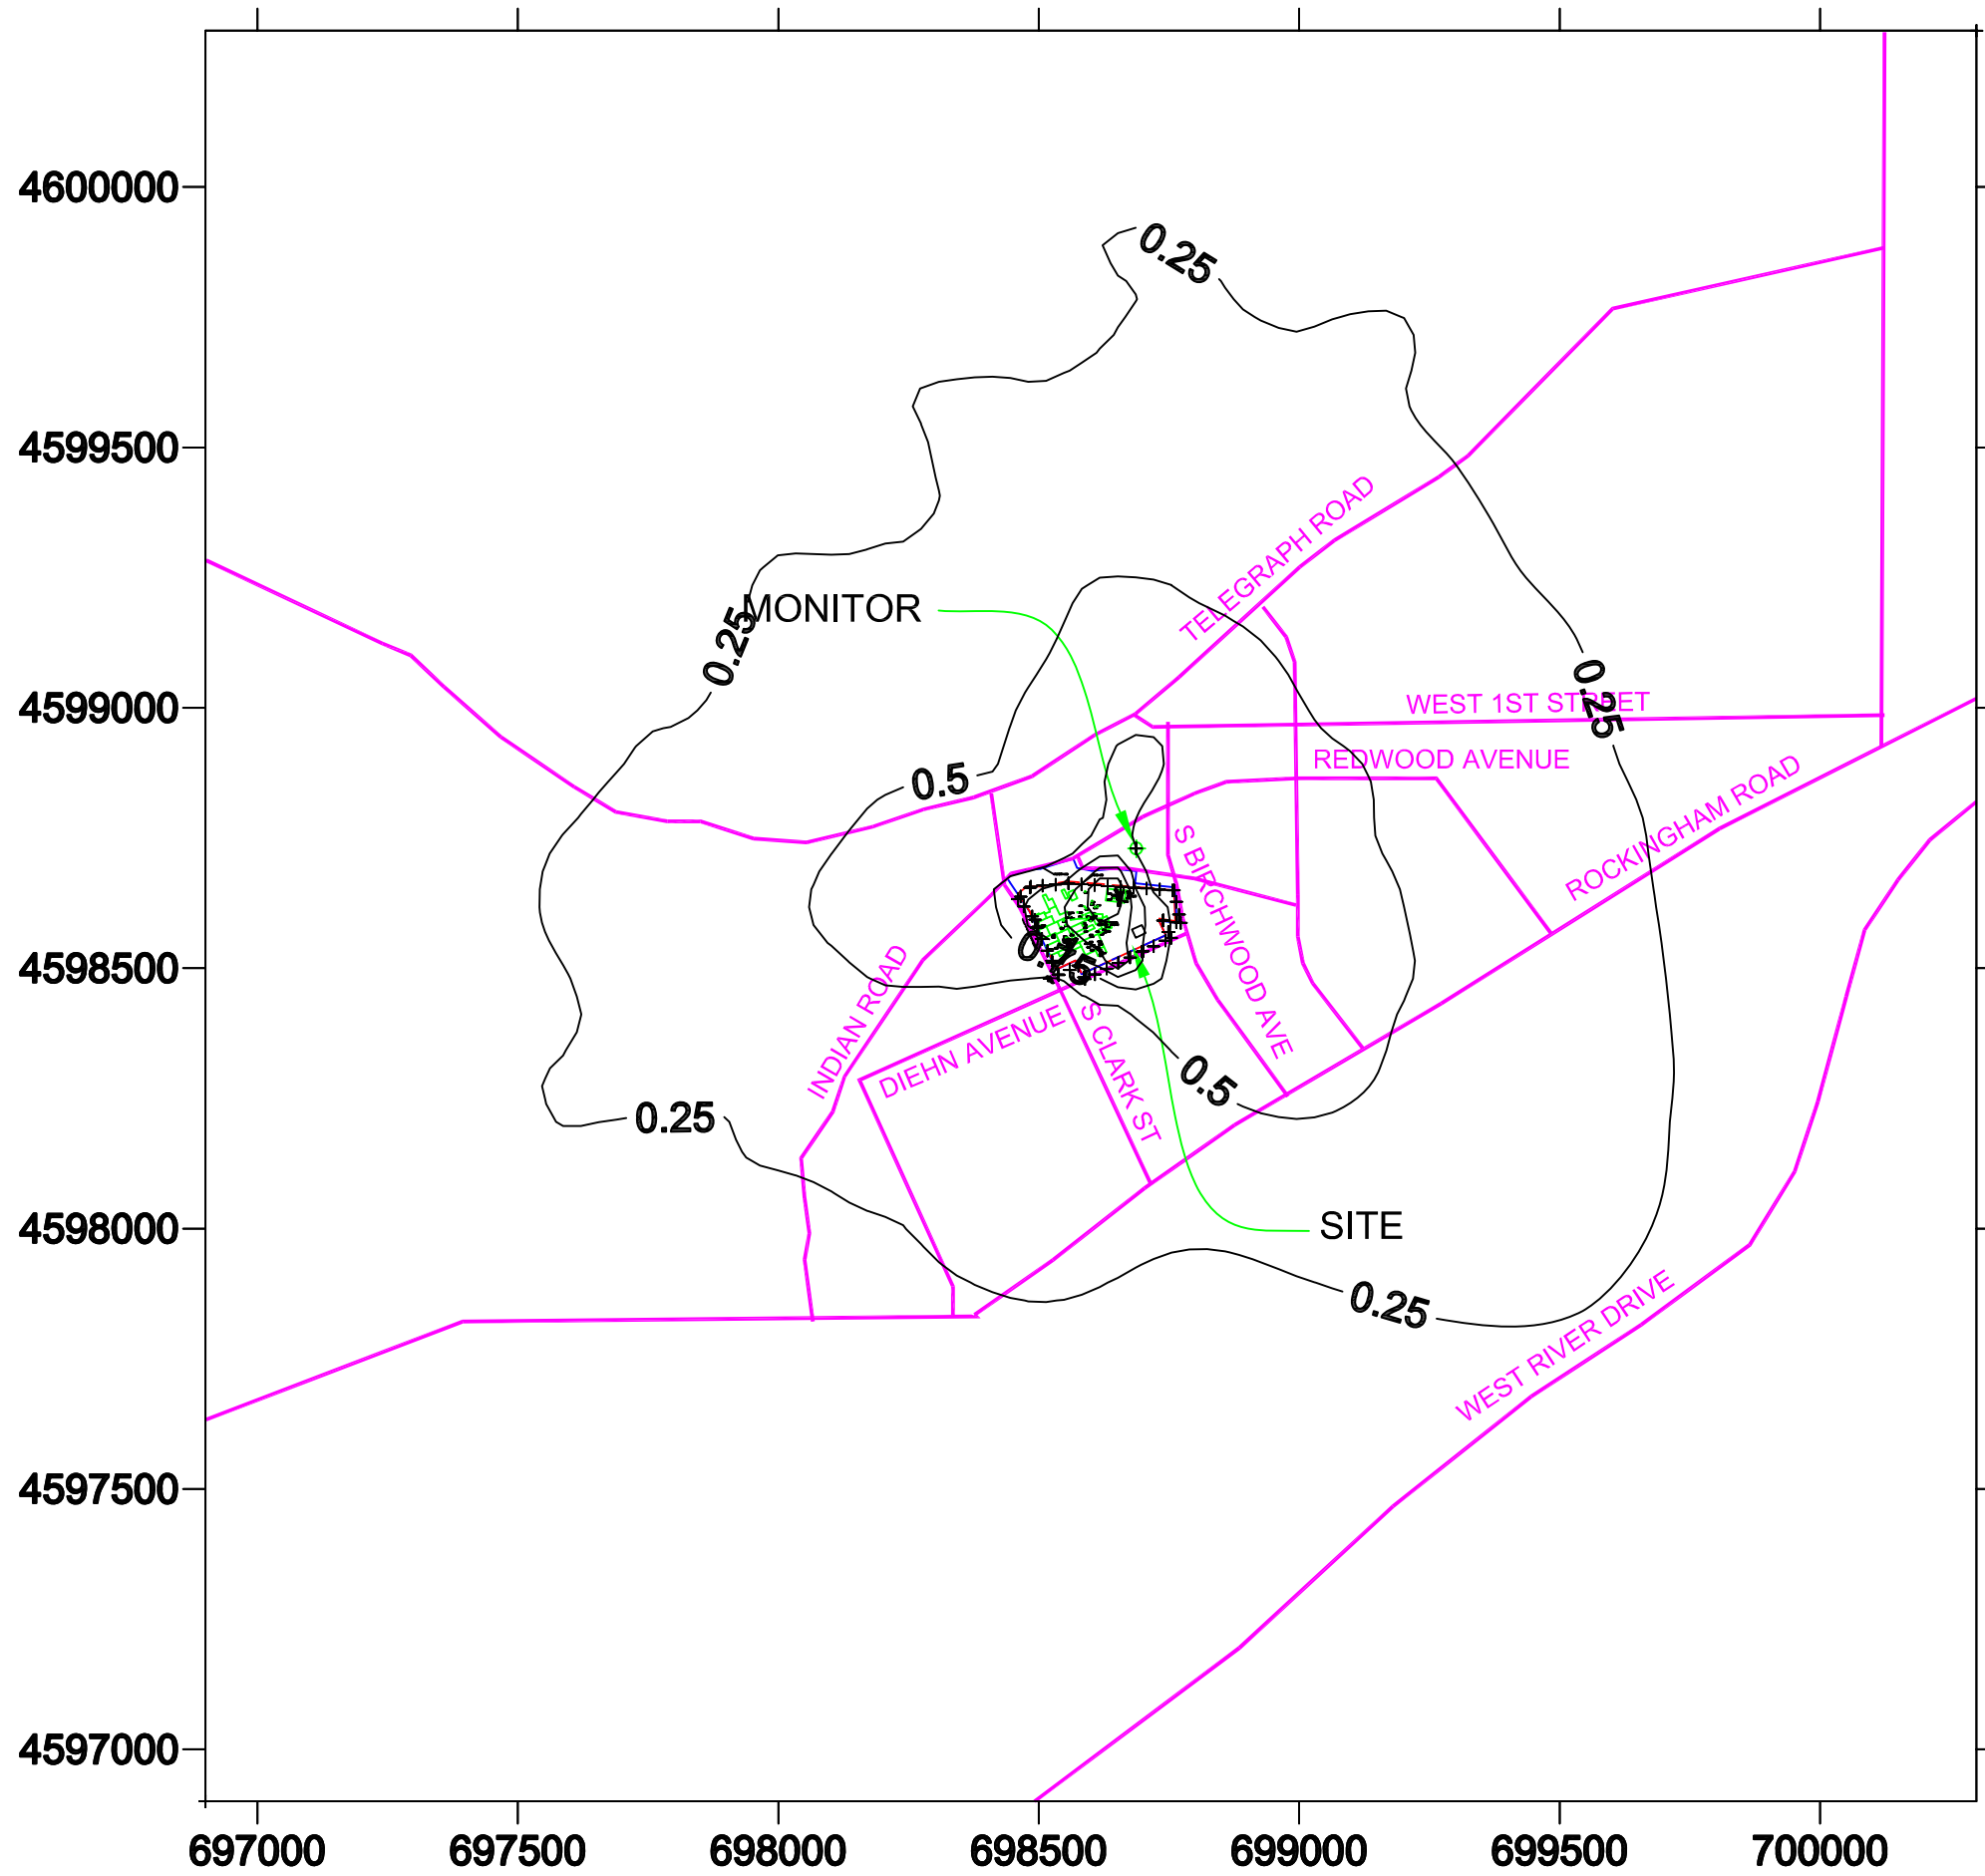 4600000
0.25
4599500
TELEGRAPH ROAD
MONITOR
0.25
4599000
0.25
WEST 1ST STREET
REDWOOD AVENUE
0.5
ROCKINGHAM ROAD
S BIRCHWOOD AVE
0.75
4598500
INDIAN ROAD
DIEHN AVENUE
S CLARK ST
0.5
0.25
4598000
SITE
0.25
WEST RIVER DRIVE
4597500
4597000
697000 697500 698000 698500 699000 699500 700000